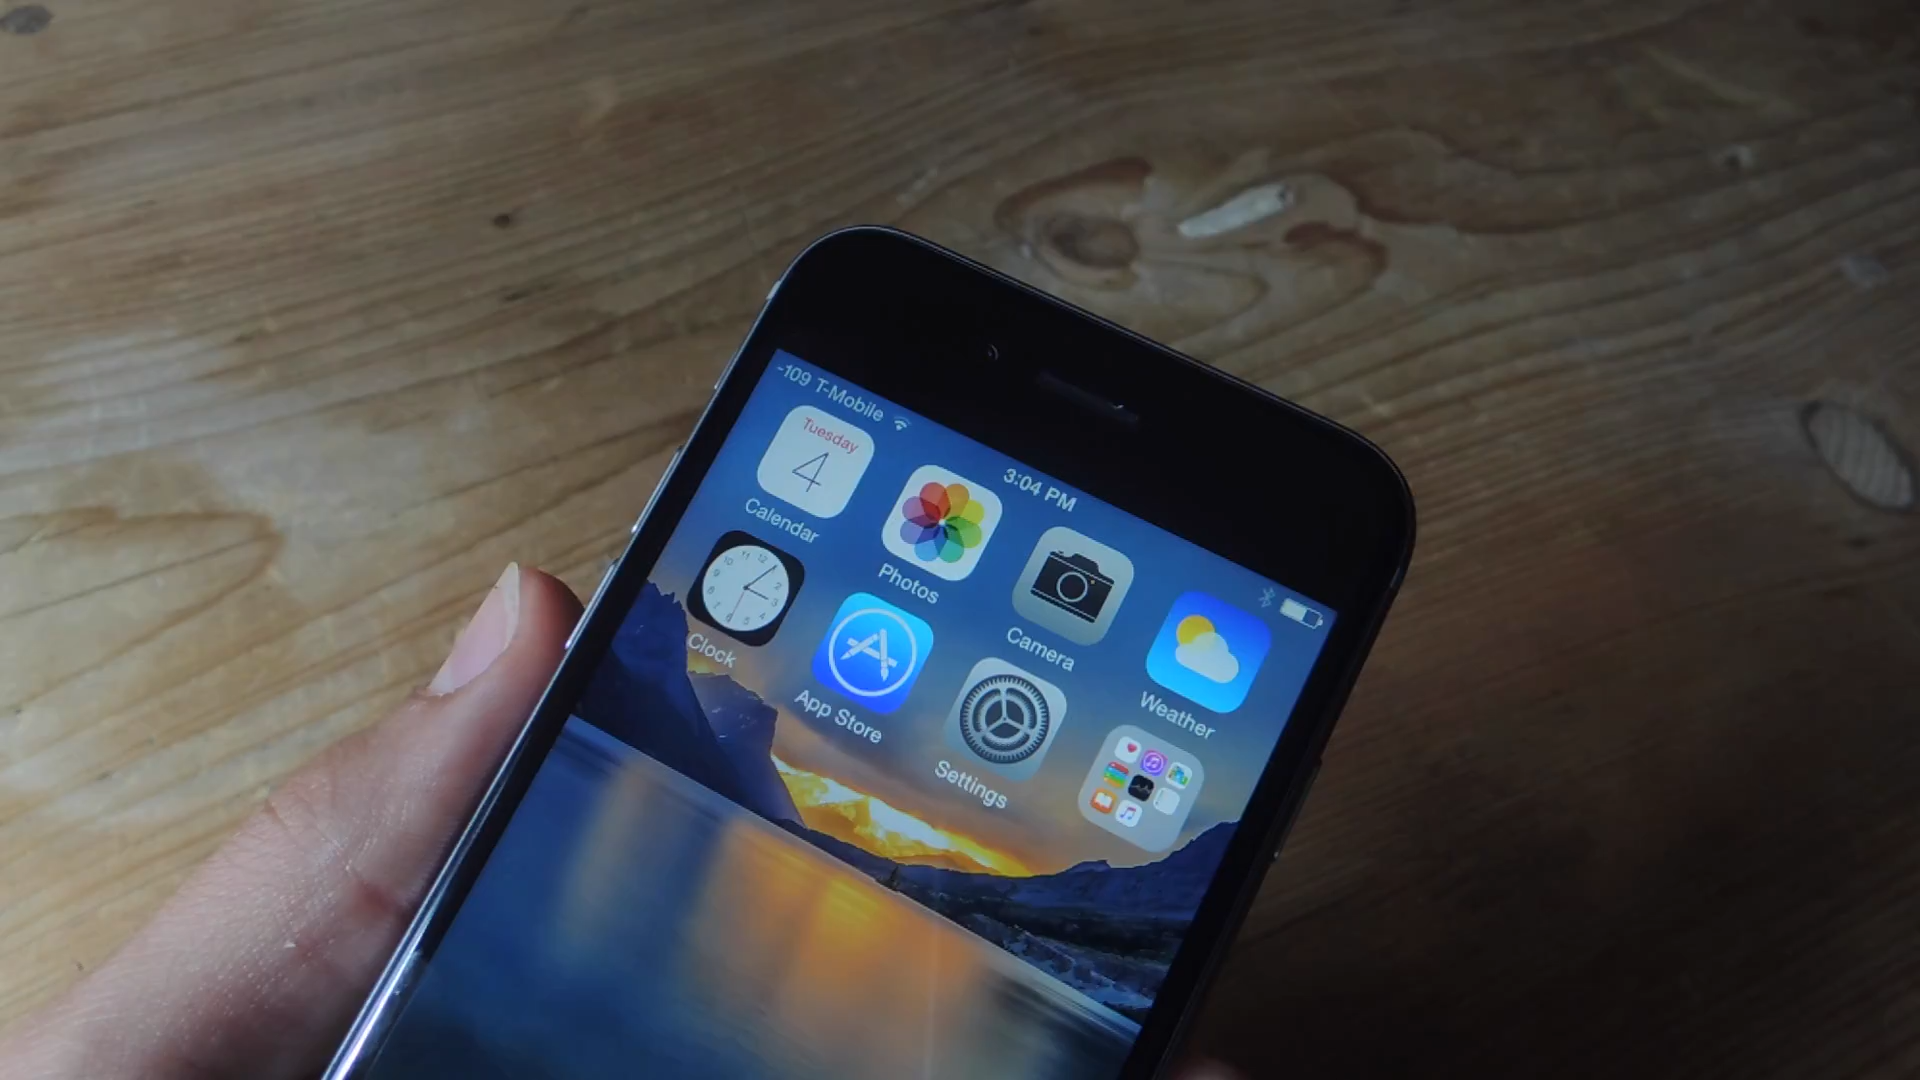 -109 T-Mobile
3:04 PM
Tuesday
4
Calendar
Photos
Camera
Weather
Clock
App Store
Settings